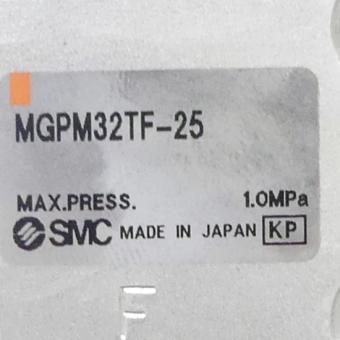 MGPM32TF-25
MAX.PRESS. 1.0MPa
SMC MADE IN JAPAN KP
F